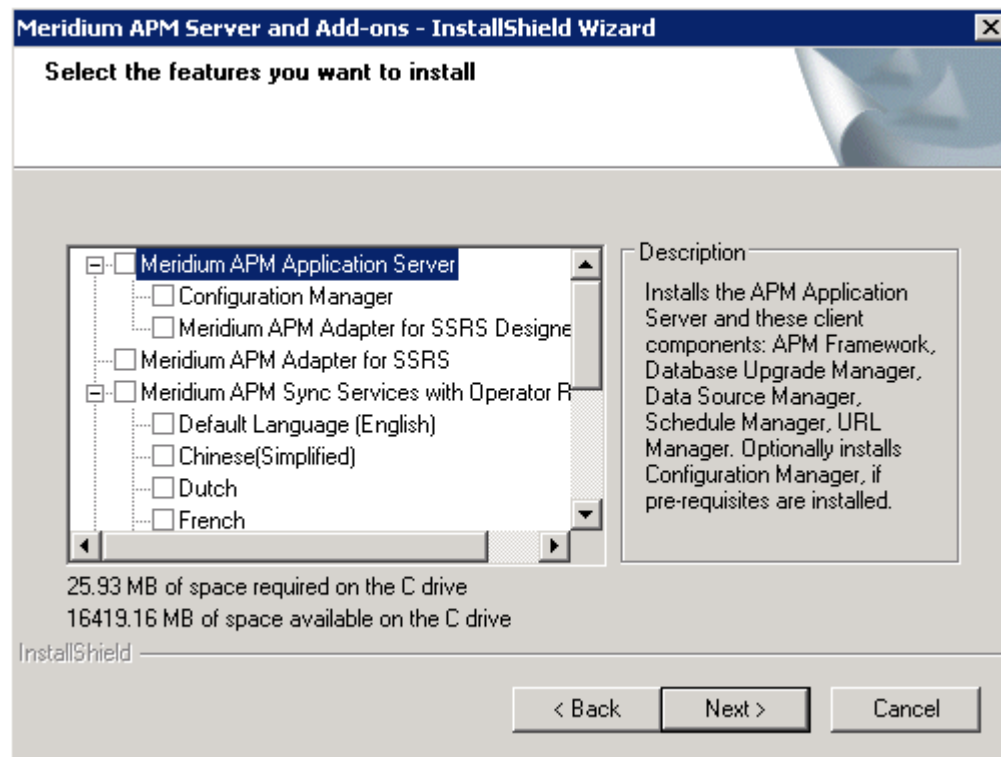 Meridium APM Server and Add-ons - InstallShield Wizard
Select the features you want to install
Meridium APM Application Server
Configuration Manager
Meridium APM Adapter for SSRS Designe
Meridium APM Adapter for SSRS
Meridium APM Sync Services with Operator R
Default Language (English)
Chinese(Simplified)
Dutch
French
Description
Installs the APM Application
Server and these client
components: APM Framework,
Database Upgrade Manager,
Data Source Manager,
Schedule Manager, URL
Manager. Optionally installs
Configuration Manager, if
pre-requisites are installed.
25.93 MB of space required on the C drive
16419.16 MB of space available on the C drive
InstallShield
< Back
Next >
Cancel